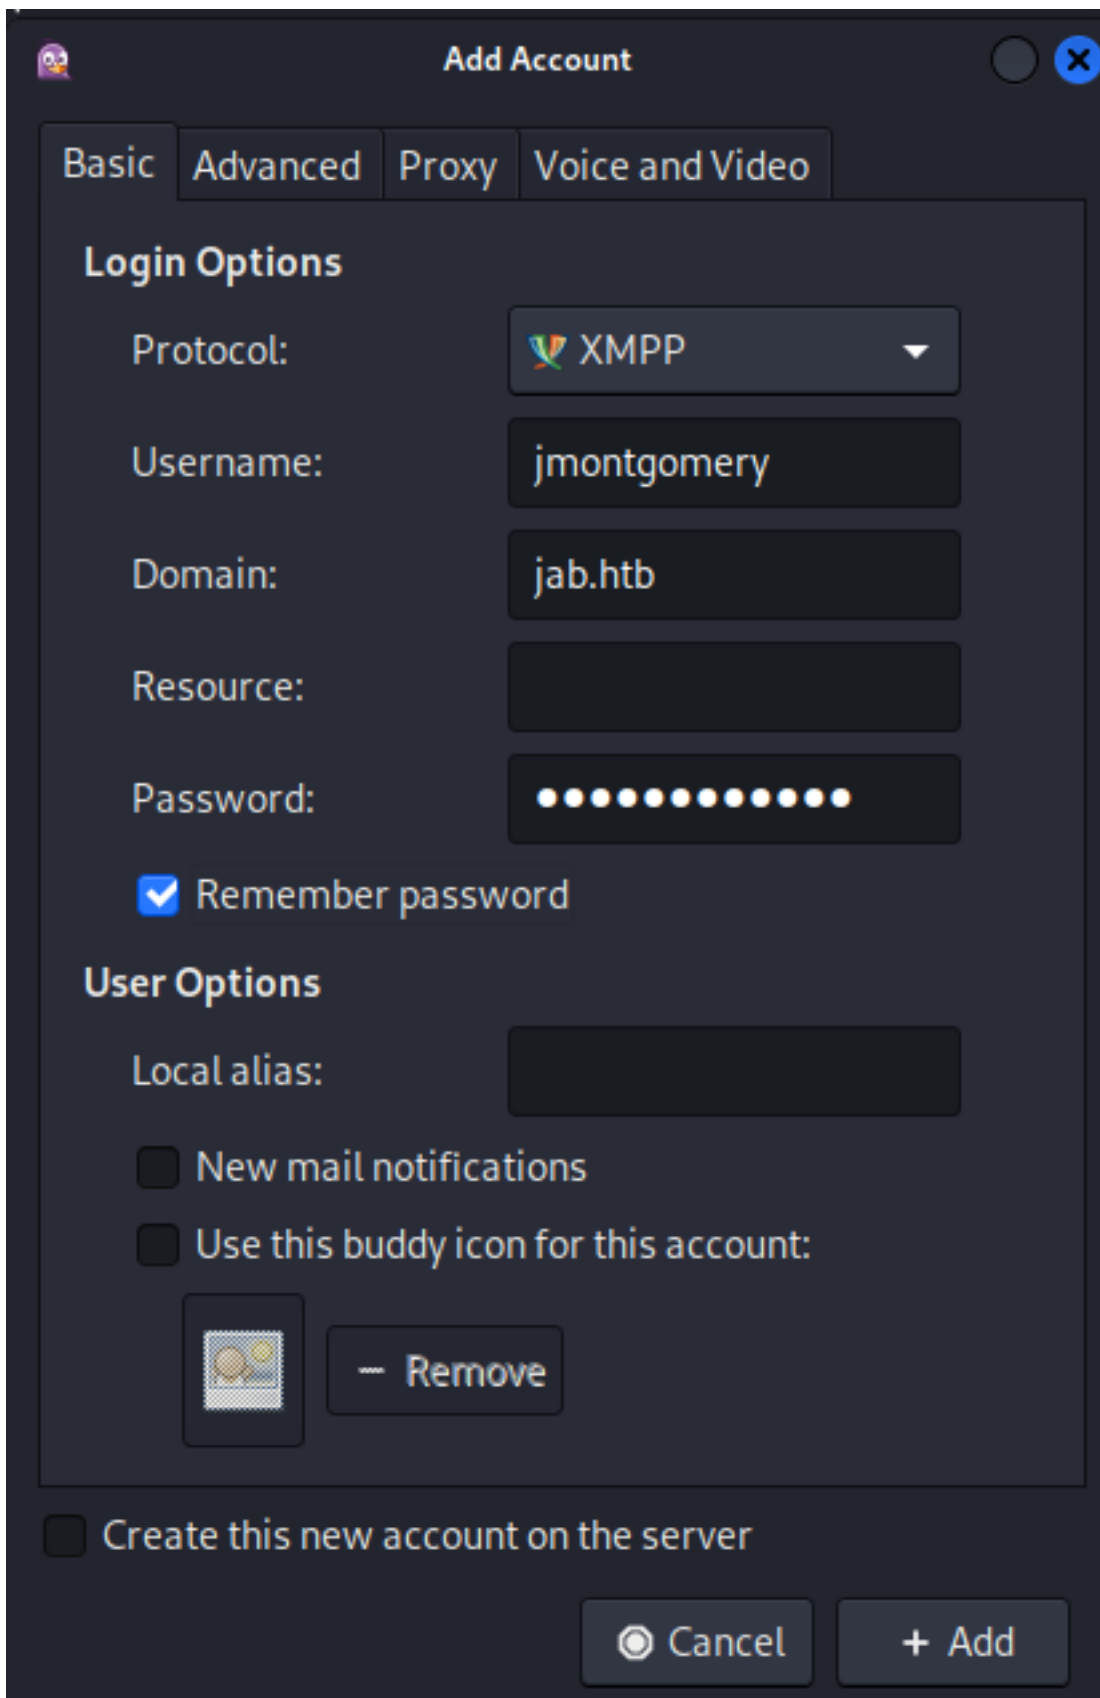 Add Account
Basic Advanced Proxy Voice and Video
Login Options
Protocol: XMPP
Username: jmontgomery
Domain: jab.htb
Resource:
Password: ●●●●●●●●●●●●
Remember password
User Options
Local alias:
New mail notifications
Use this buddy icon for this account:
Remove
Create this new account on the server
Cancel Add